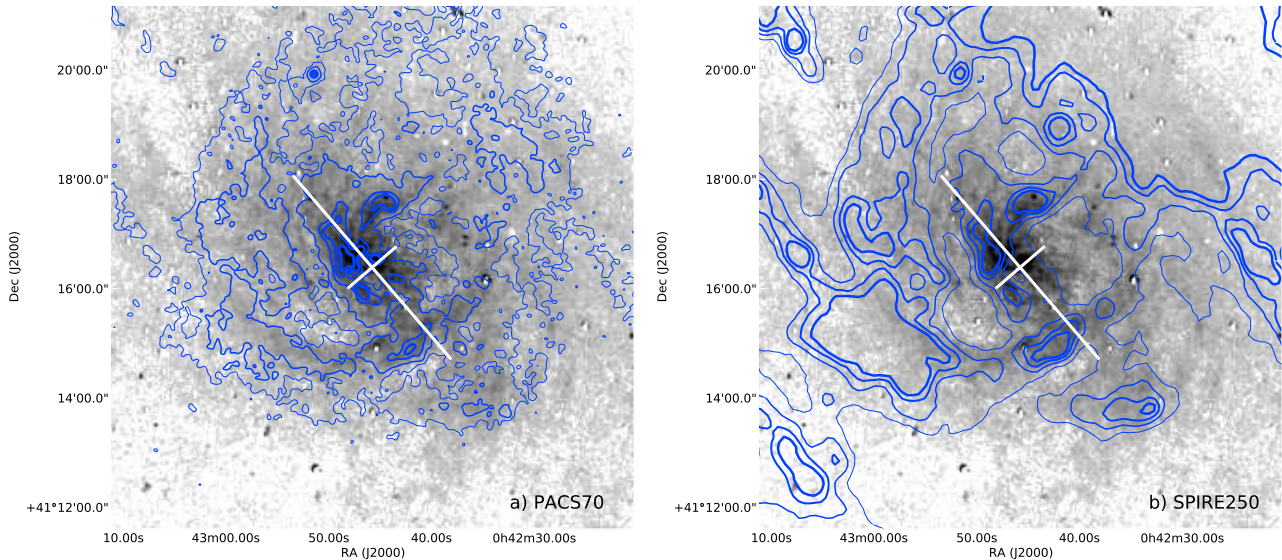 20'00.0"
18'00.0"
16'00.0"
14'00.0"
+41°12'00.0"
Dec (J2000)
10.00s
43m00.00s
50.00s
40.00s
0h42m30.00s
RA (J2000)
a) PACS70
20'00.0"
18'00.0"
16'00.0"
14'00.0"
+41°12'00.0"
Dec (J2000)
10.00s
43m00.00s
50.00s
40.00s
0h42m30.00s
RA (J2000)
b) SPIRE250